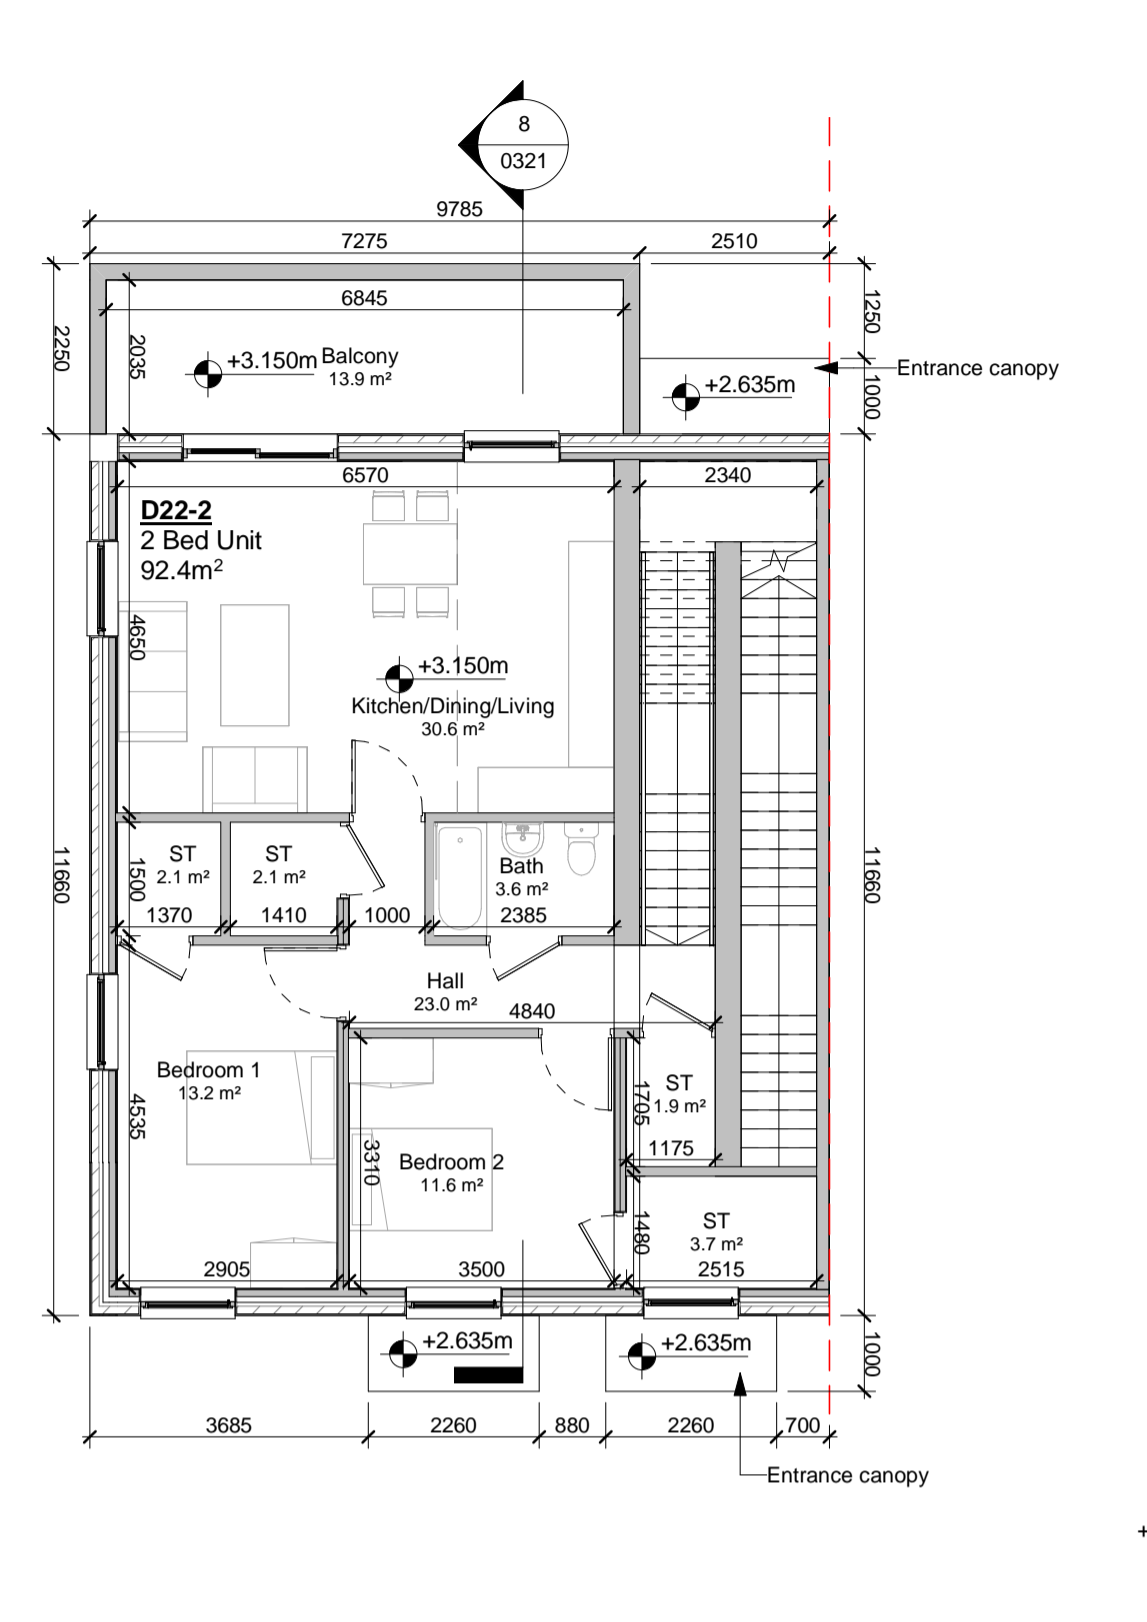 8
0321
9785
7275
2510
6845
2250
2035
1250
+3.150m
Balcony
13.9 m²
+2.635m
Entrance canopy
1000
6570
2340
D22-2
2 Bed Unit
92.4m²
4650
+3.150m
Kitchen/Dining/Living
30.6 m²
11660
11660
ST
2.1 m²
ST
2.1 m²
Bath
3.6 m²
1500
1370
1410
1000
2385
Hall
23.0 m²
4840
Bedroom 1
13.2 m²
4535
ST
1.9 m²
1705
1175
3310
Bedroom 2
11.6 m²
ST
3.7 m²
1480
2905
3500
2515
+2.635m
+2.635m
1000
3685
2260
880
2260
700
Entrance canopy
+